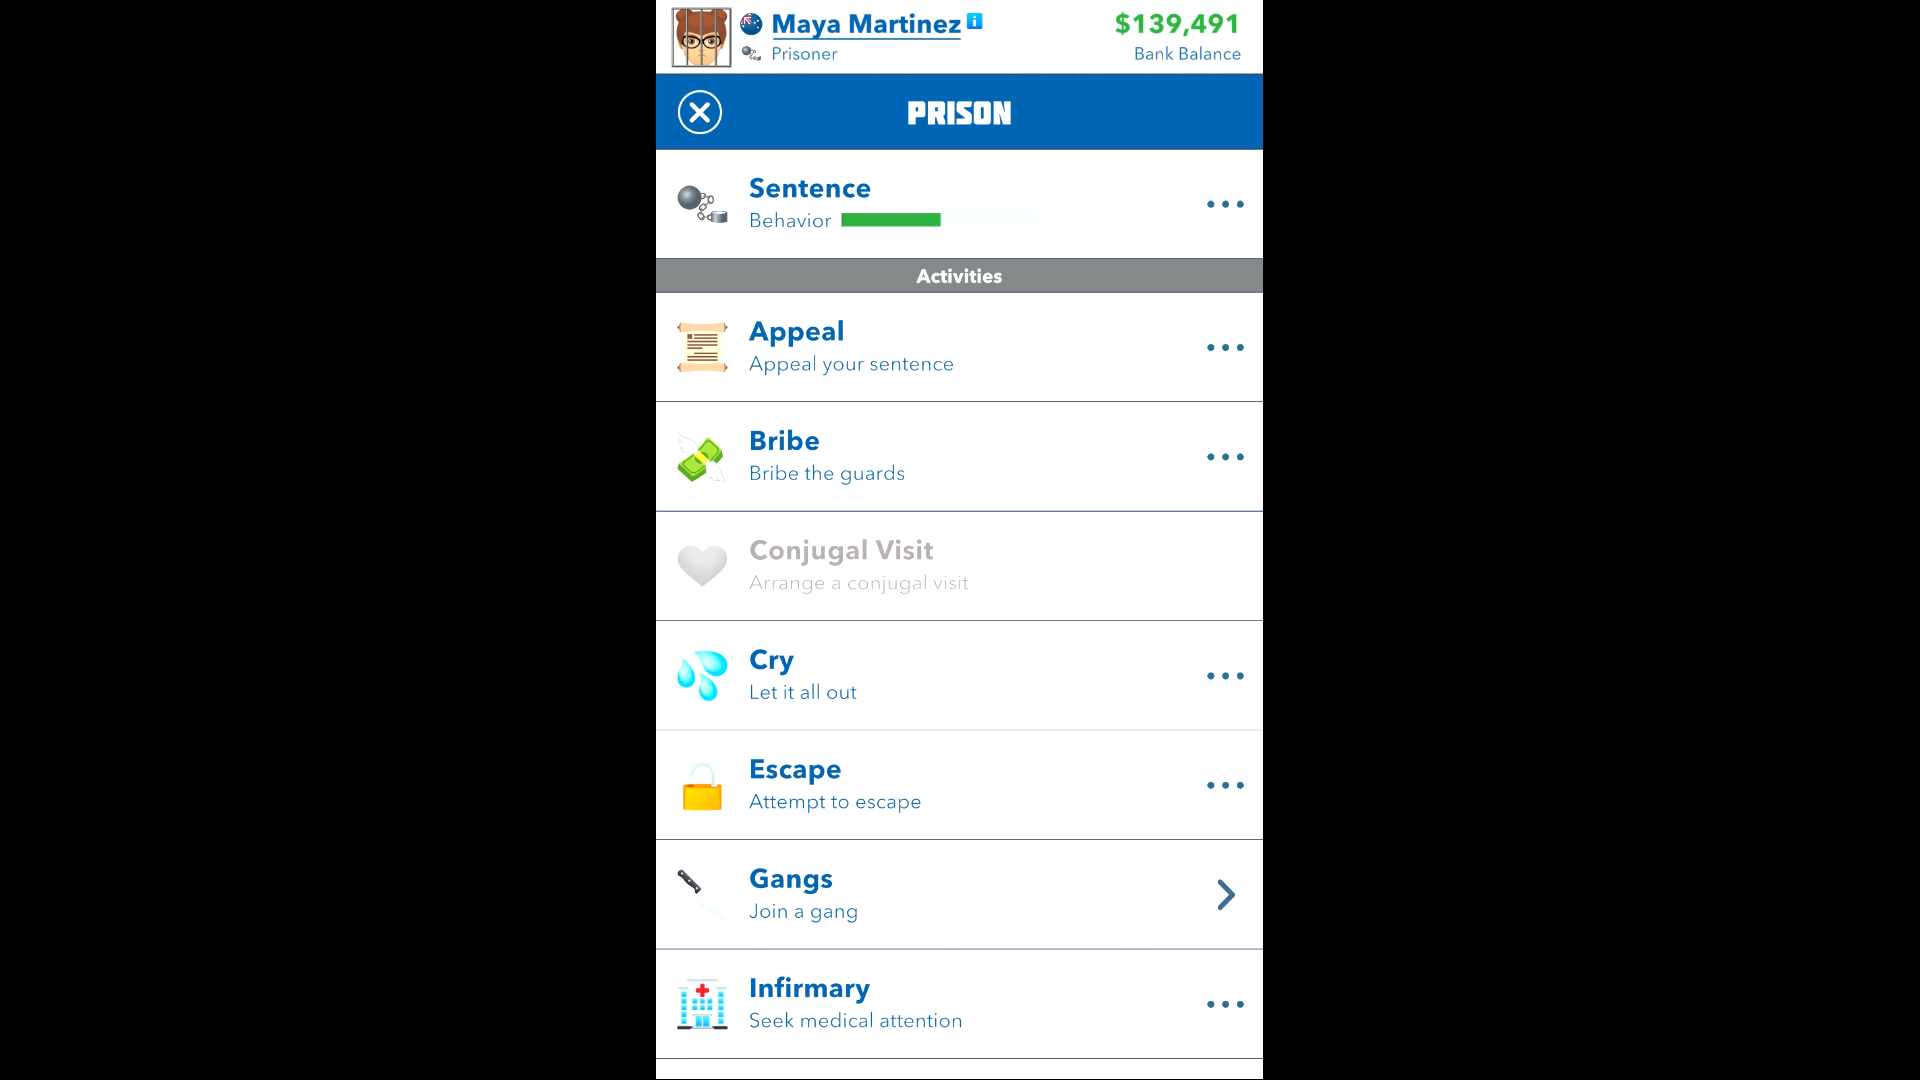 Maya Martinez i
$139,491
Prisoner
Bank Balance
PRISON
Sentence
Behavior
Activities
Appeal
Appeal your sentence
Bribe
Bribe the guards
Conjugal Visit
Arrange a conjugal visit
Cry
Let it all out
Escape
Attempt to escape
Gangs
Join a gang
Infirmary
Seek medical attention